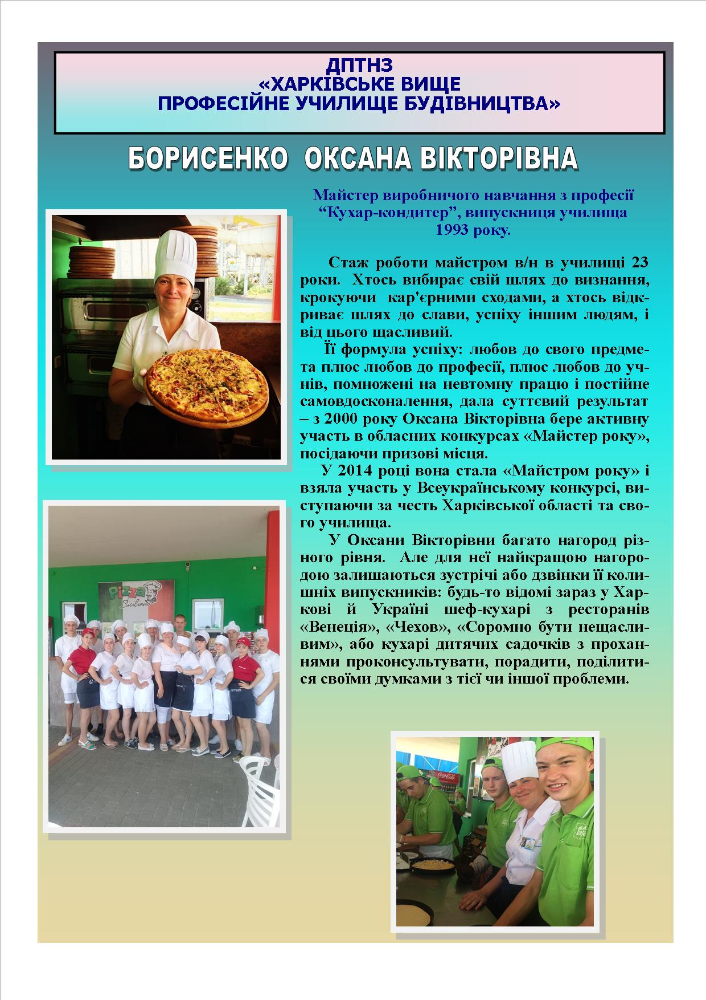 ДПТНЗ
«ХАРКІВСЬКЕ ВИЩЕ
ПРОФЕСІЙНЕ УЧИЛИЩЕ БУДІВНИЦТВА»
БОРИСЕНКО ОКСАНА ВІКТОРІВНА
Майстер виробничого навчання з професії
“Кухар-кондитер”, випускниця училища
1993 року.
Стаж роботи майстром в/н в училищі 23
роки. Хтось вибирає свій шлях до визнання,
крокуючи кар'єрними сходами, а хтось відк-
риває шлях до слави, успіху іншим людям, і
від цього щасливий.
Її формула успіху: любов до свого предме-
та плюс любов до професії, плюс любов до уч-
нів, помножені на невтомну працю і постійне
самовдосконалення, дала суттєвий результат
– з 2000 року Оксана Вікторівна бере активну
участь в обласних конкурсах «Майстер року»,
посідаючи призові місця.
У 2014 році вона стала «Майстром року» і
взяла участь у Всеукраїнському конкурсі, ви-
ступаючи за честь Харківської області та сво-
го училища.
У Оксани Вікторівни багато нагород різ-
ного рівня. Але для неї найкращою нагоро-
дою залишаються зустрічі або дзвінки її коли-
шніх випускників: будь-то відомі зараз у Хар-
кові й Україні шеф-кухарі з ресторанів
«Венеція», «Чехов», «Соромно бути нещасли-
вим», або кухарі дитячих садочків з прохан-
нями проконсультувати, порадити, поділити-
ся своїми думками з тієї чи іншої проблеми.
Pizza
Siciliano
Siciliano
Coca-Cola